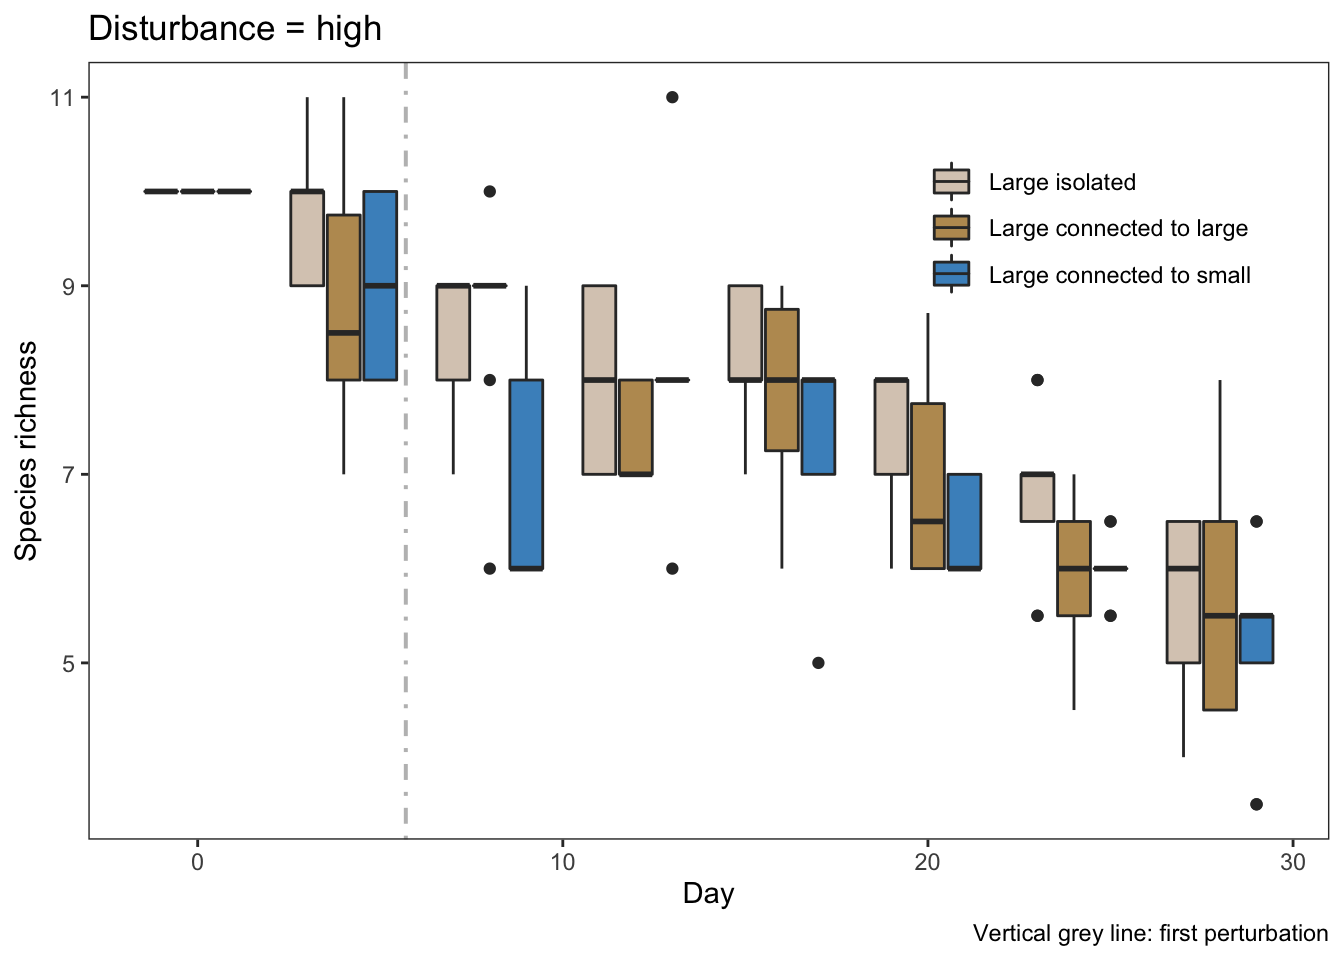 Disturbance = high
11
9
7
5
Species richness
Large isolated
Large connected to large
Large connected to small
0
10
20
30
Day
Vertical grey line: first perturbation